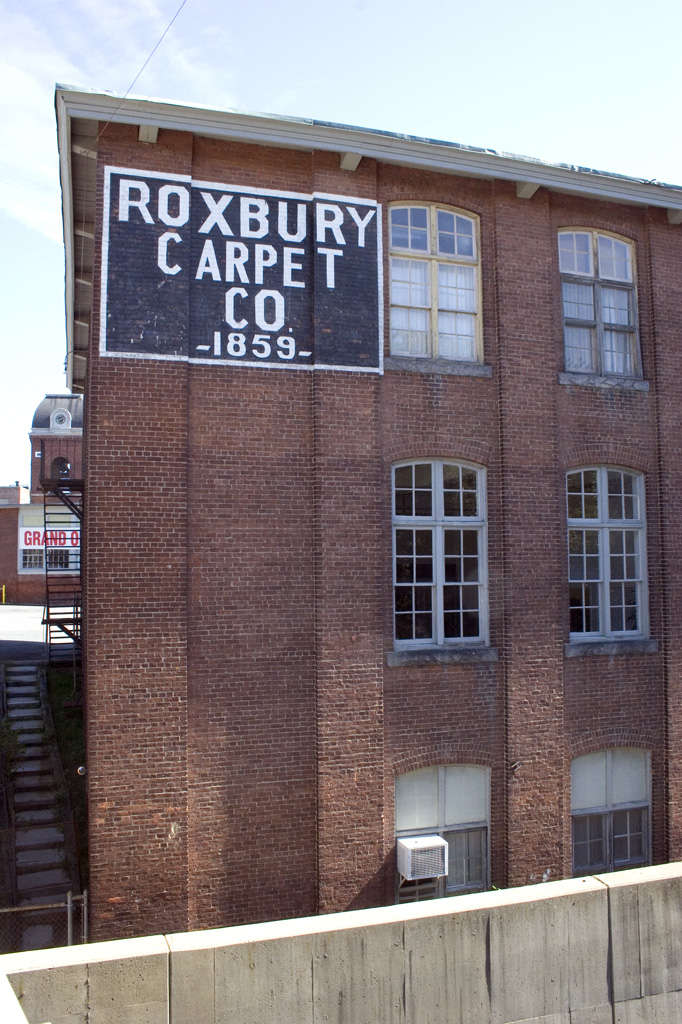 ROXBURY
CARPET
CO.
-1859-
GRAND O